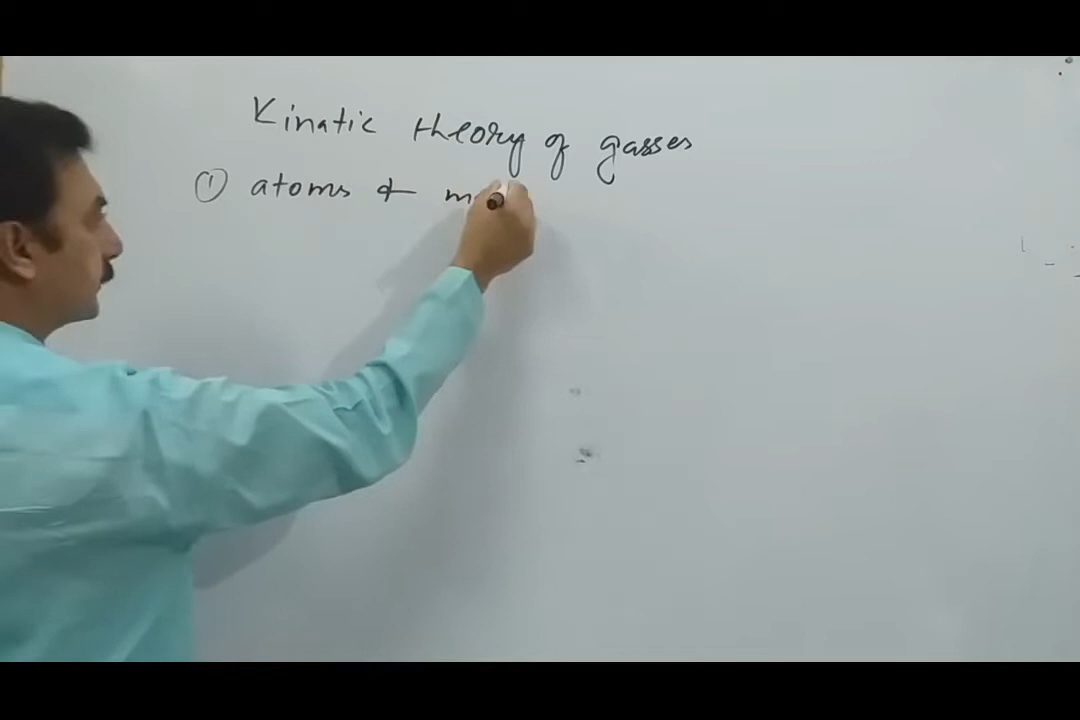 Kinatic theory of gasses
① atoms & m